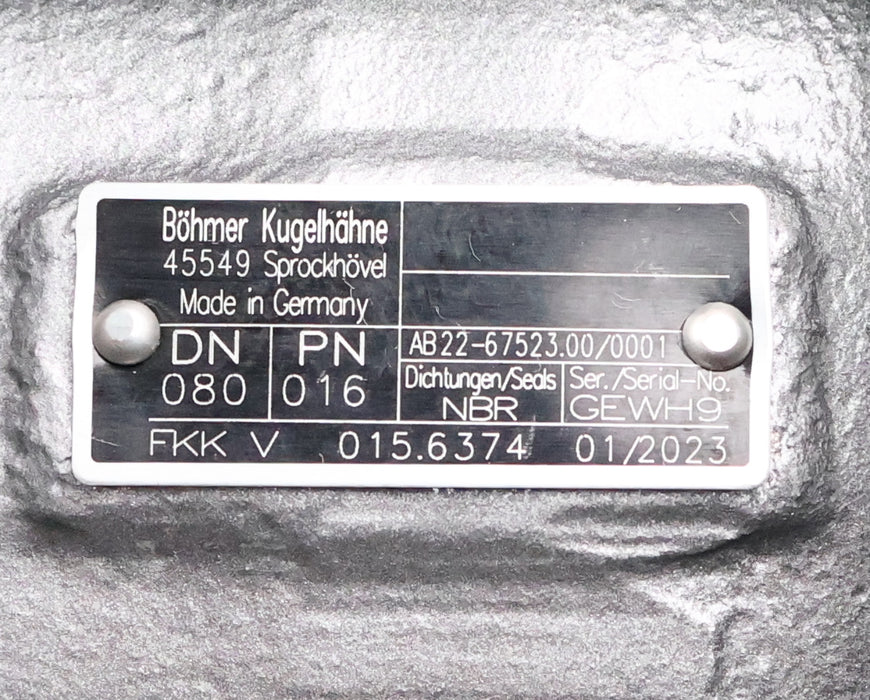 Böhmer Kugelhähne
45549 Sprockhövel
Made in Germany
DN PN AB22-67523.00/0001
080 016 Dichtungen/Seals Ser./Serial-No.
NBR GEWH9
FKK V 015.6374 01/2023